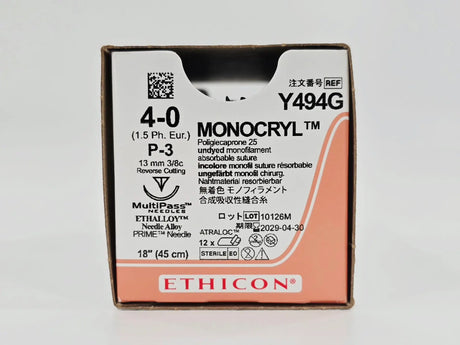 注文番号 REF
Y494G
4-0
(1.5 Ph. Eur.)
P-3
13 mm 3/8c
Reverse Cutting
MultiPass™
NEEDLES
ETHALLOY™
Needle Alloy
PRIME™ Needle
18" (45 cm)
MONOCRYL™
Poliglecaprone 25
undyed monofilament
absorbable suture
incolore monofil suture résorbable
ungefärbt monofil chirurg.
Nahtmaterial resorbierbar
無着色 モノフィラメント
合成吸収性縫合糸
ロット LOT 10126M
期限 2029-04-30
ATRALOC™
12 x
STERILE EO
ETHICON®